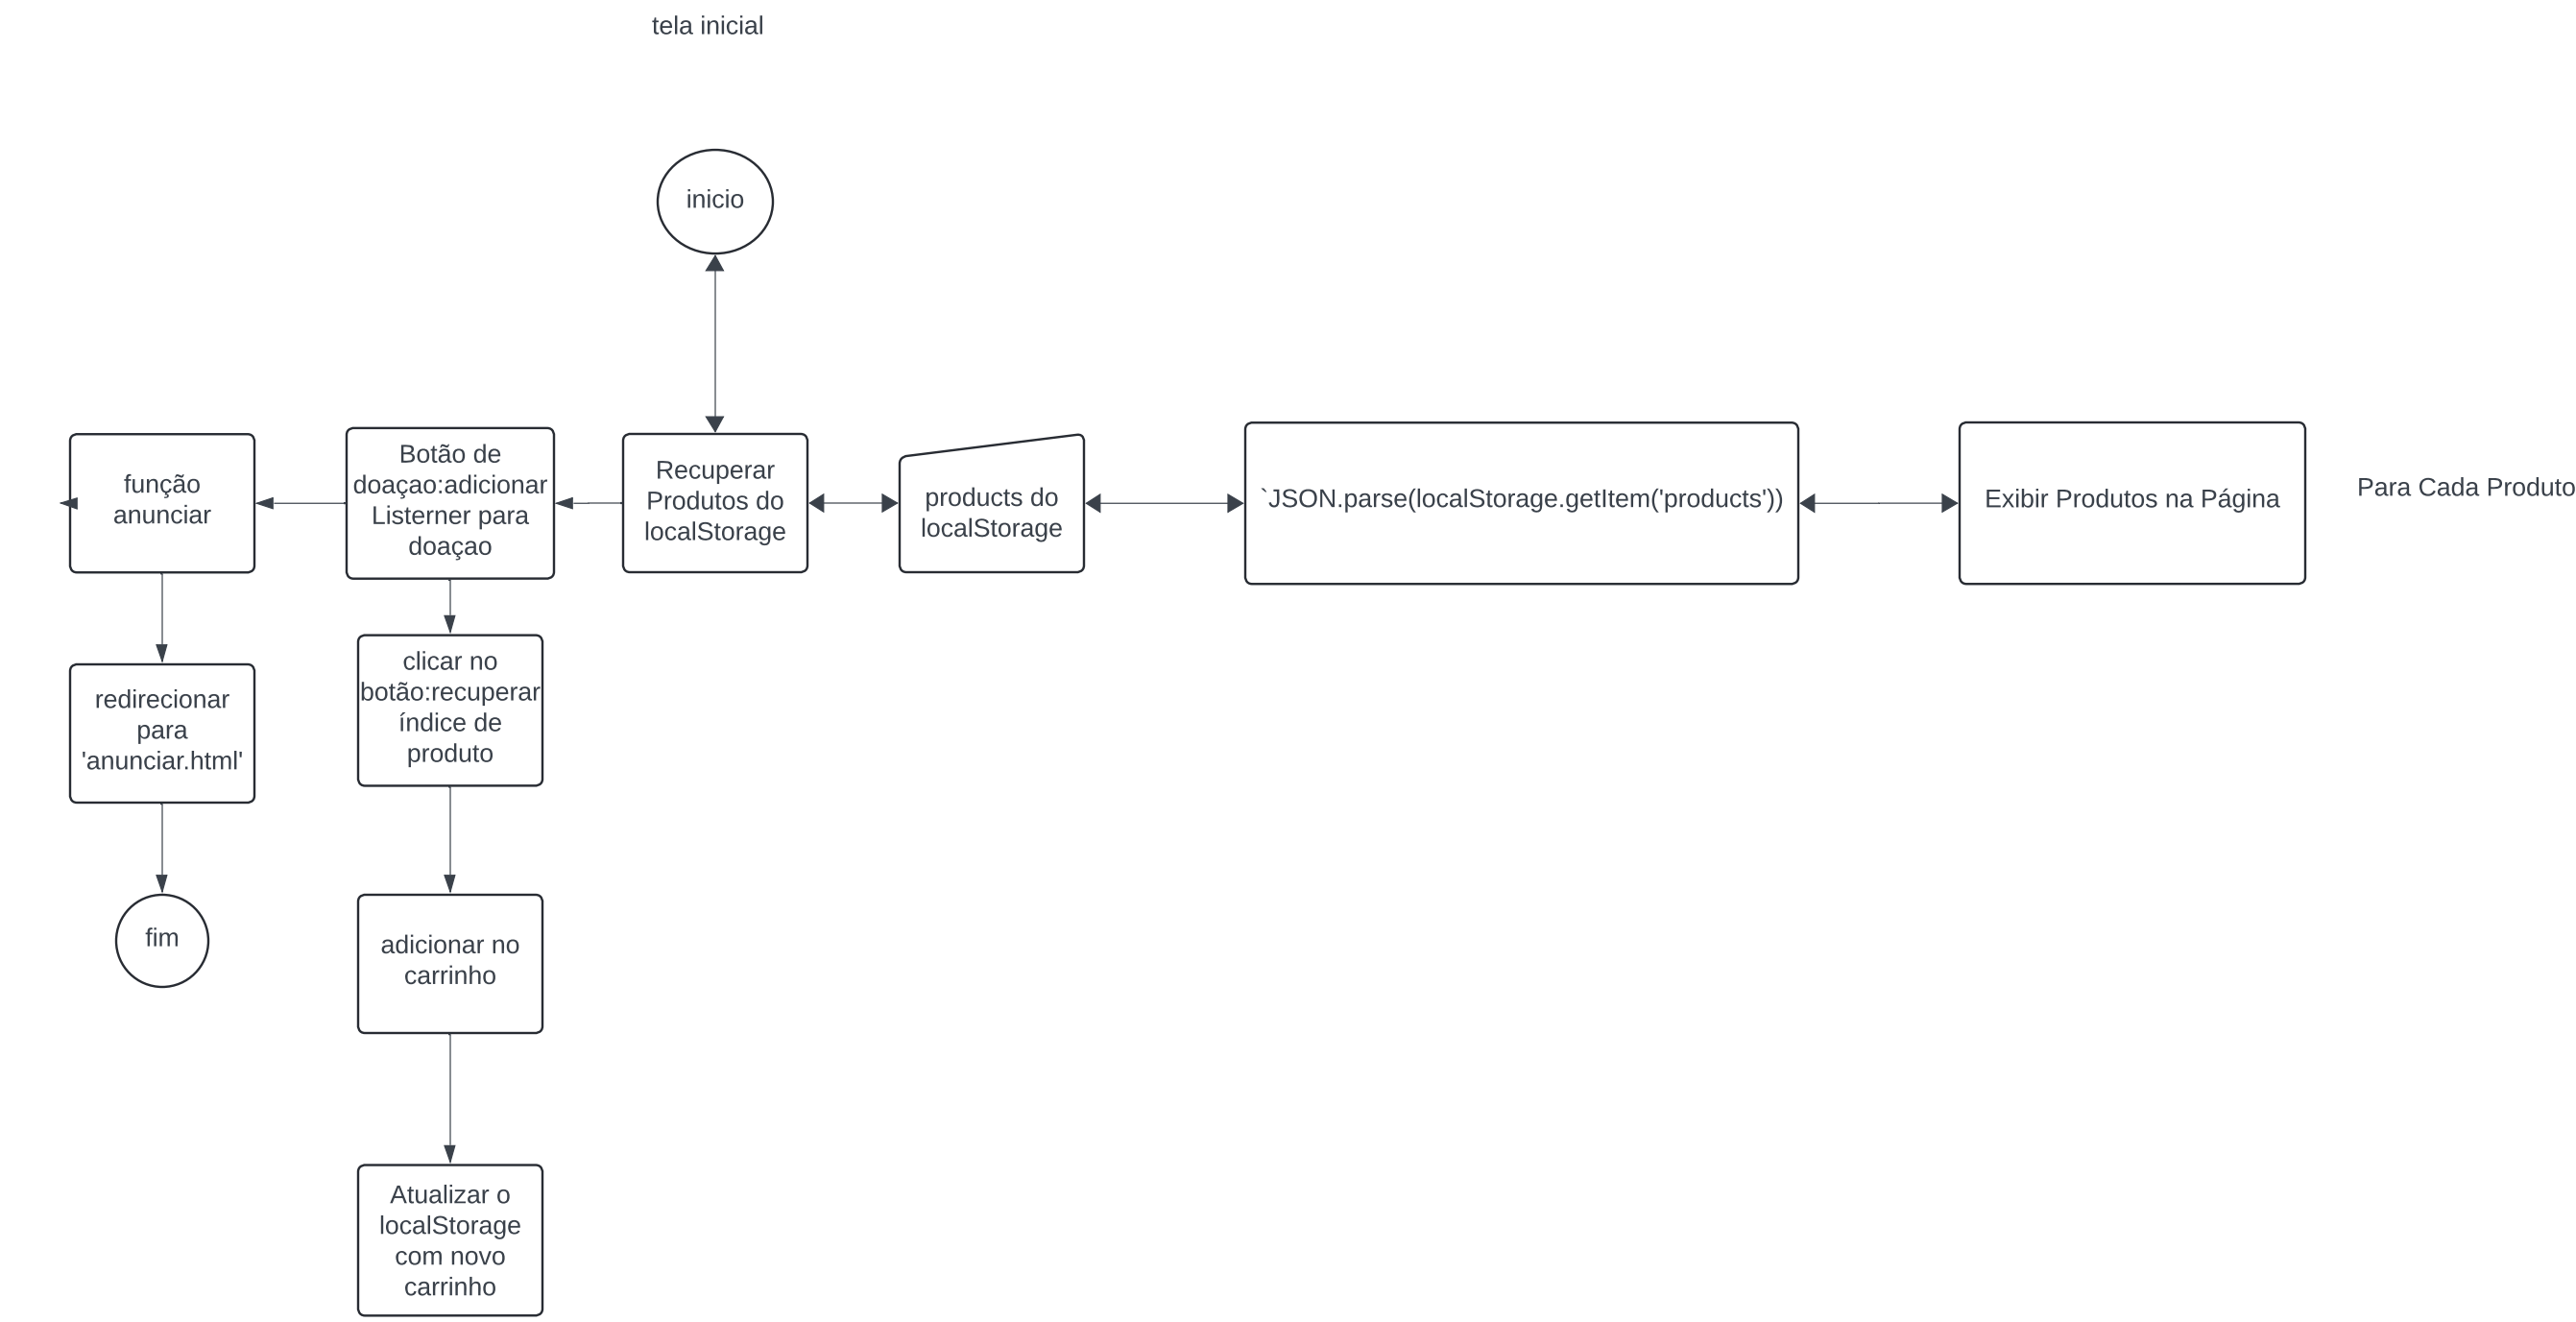 tela inicial
inicio
função
anunciar
Botão de
doaçao:adicionar
Listerner para
doaçao
Recuperar
Produtos do
localStorage
products do
localStorage
`JSON.parse(localStorage.getItem('products'))
Exibir Produtos na Página
Para Cada Produto
redirecionar
para
'anunciar.html'
clicar no
botão:recuperar
índice de
produto
fim
adicionar no
carrinho
Atualizar o
localStorage
com novo
carrinho